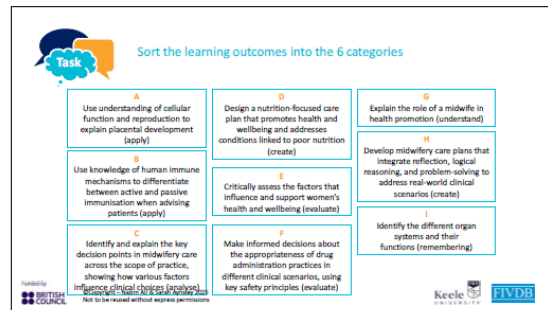 Task
Sort the learning outcomes into the 6 categories
A
Use understanding of cellular
function and reproduction to
explain placental development
(apply)
B
Use knowledge of human immune
mechanisms to differentiate
between active and passive
immunisation when advising
patients (apply)
C
Identify and explain the key
decision points in midwifery care
across the scope of practice,
showing how various factors
influence clinical choices (analyse)
D
Design a nutrition-focused care
plan that promotes health and
wellbeing and addresses
conditions linked to poor nutrition
(create)
E
Critically assess the factors that
influence and support women's
health and wellbeing (evaluate)
F
Make informed decisions about
the appropriateness of drug
administration practices in
different clinical scenarios, using
key safety principles (evaluate)
G
Explain the role of a midwife in
health promotion (understand)
H
Develop midwifery care plans that
integrate reflection, logical
reasoning, and problem-solving to
address real-world clinical
scenarios (create)
I
Identify the different organ
systems and their
functions (remembering)
Funded by
BRITISH
COUNCIL
©Copyright – Nazim Ali & Sarah Aynsley 2025
Not to be reused without express permissions
Keele
UNIVERSITY
FIVDB